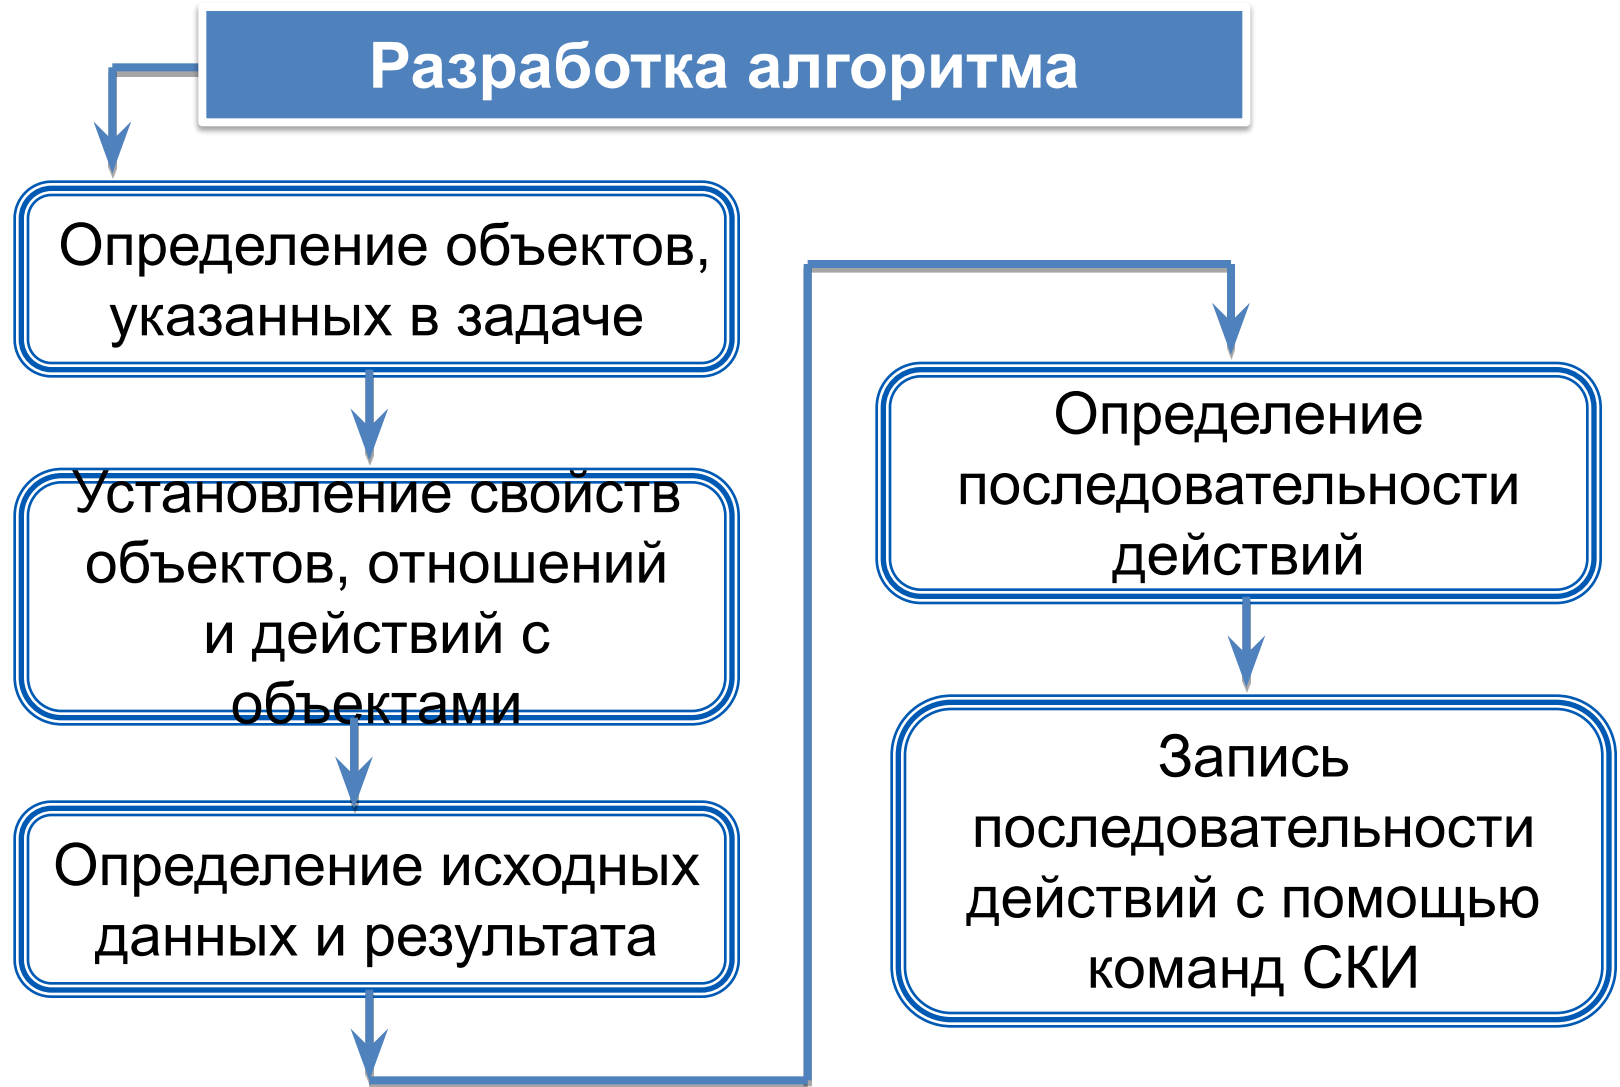 Разработка алгоритма
Определение объектов,
указанных в задаче
Установление свойств
объектов, отношений
и действий с
объектами
Определение исходных
данных и результата
Определение
последовательности
действий
Запись
последовательности
действий с помощью
команд СКИ